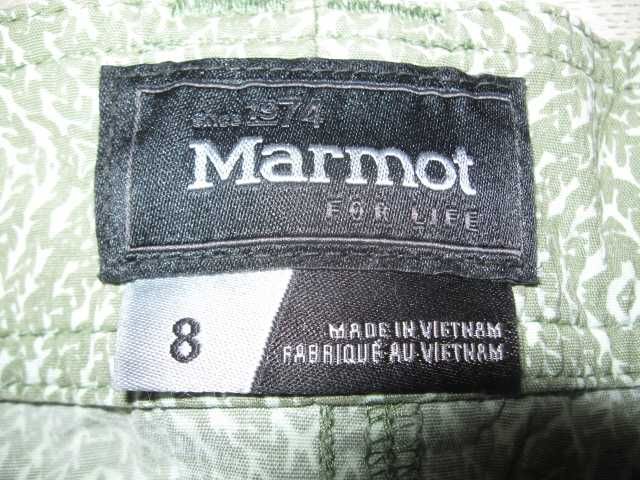 since 1974
Marmot
FOR LIFE
8
MADE IN VIETNAM
FABRIQUÉ AU VIETNAM